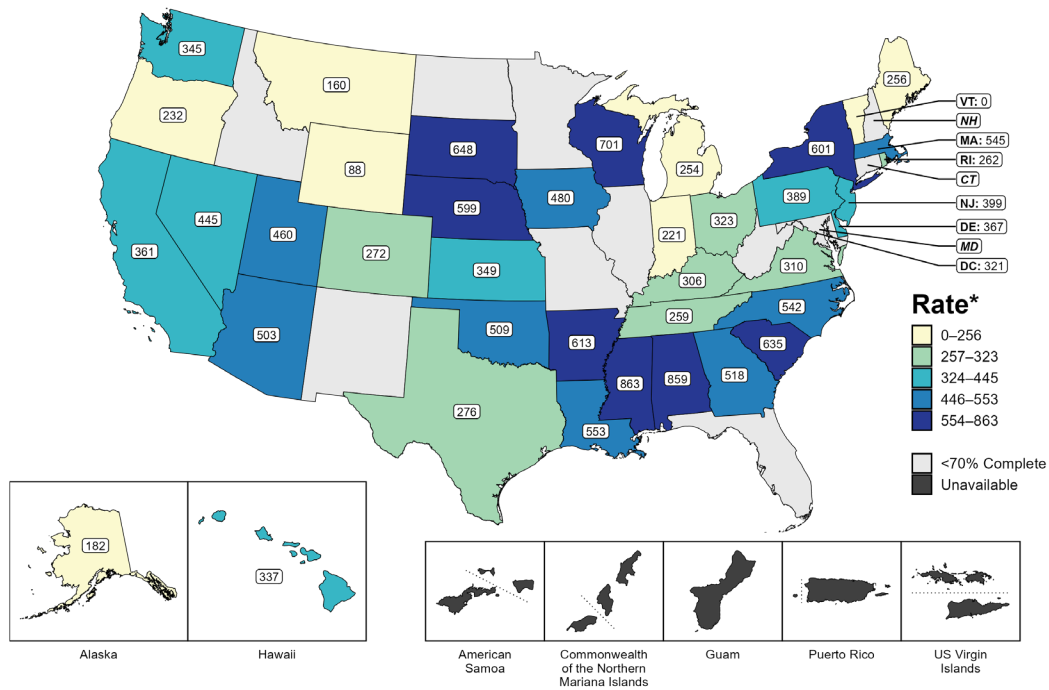 345
160
232
88
648
701
254
256
601
VT: 0
NH
MA: 545
RI: 262
CT
NJ: 399
DE: 367
MD
DC: 321
389
599
480
221
323
445
460
272
361
349
306
310
259
542
503
509
613
635
863
859
518
276
553
Rate*
0–256
257–323
324–445
446–553
554–863
<70% Complete
Unavailable
182
337
Alaska
Hawaii
American
Samoa
Commonwealth
of the Northern
Mariana Islands
Guam
Puerto Rico
US Virgin
Islands